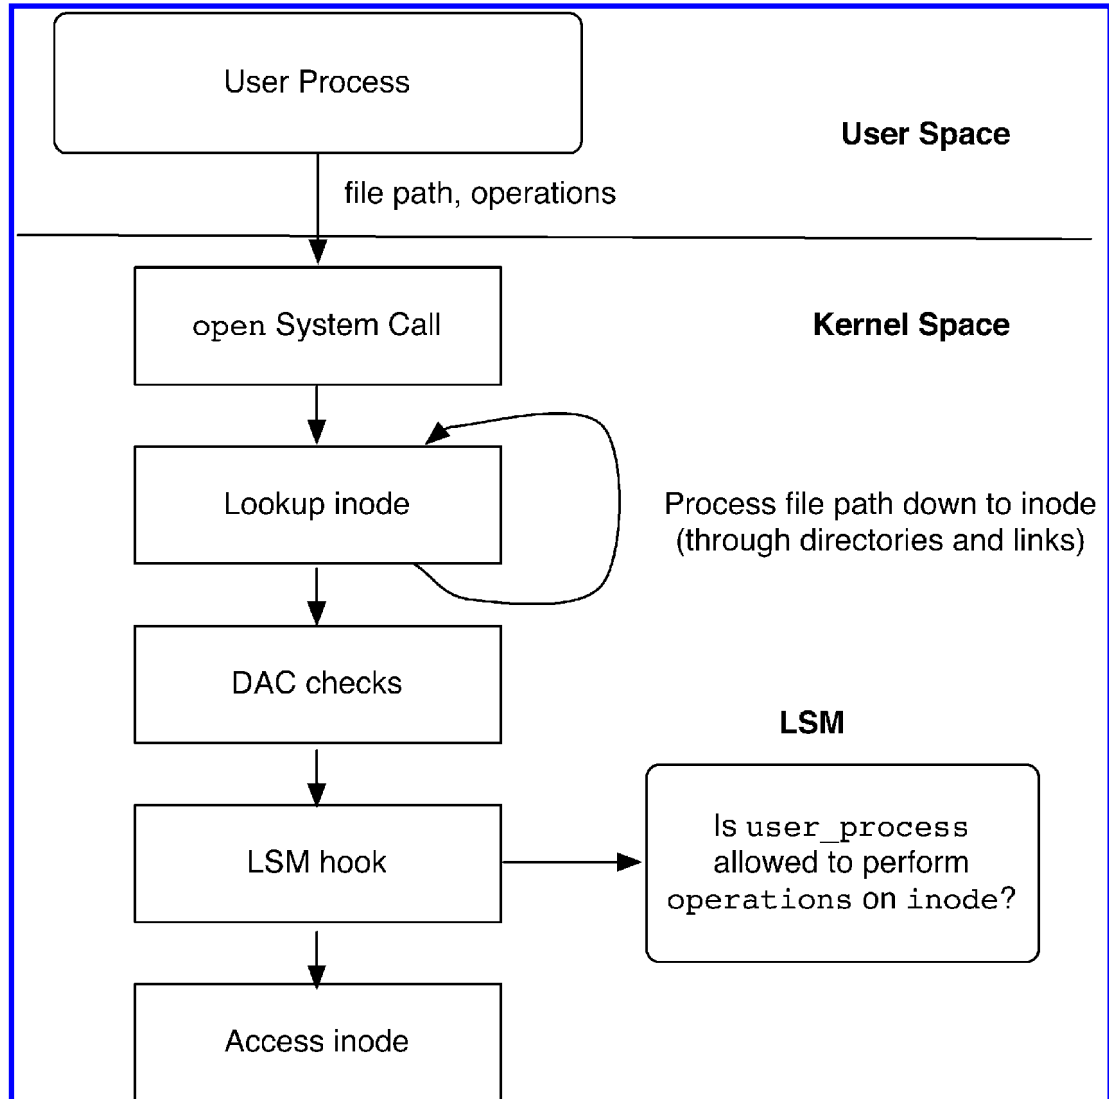 User Process
User Space
file path, operations
open System Call
Kernel Space
Lookup inode
Process file path down to inode
(through directories and links)
DAC checks
LSM
LSM hook
Is user_process
allowed to perform
operations on inode?
Access inode